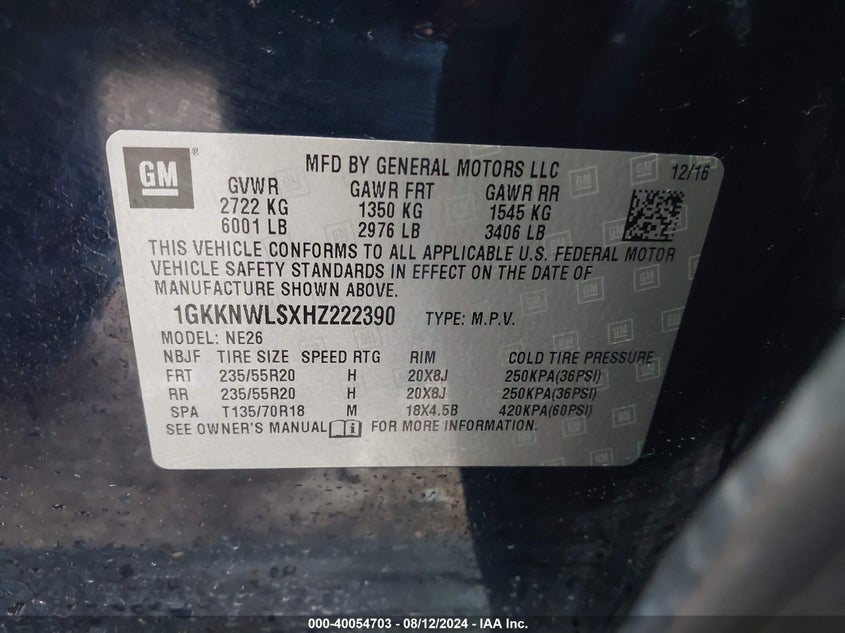 GM ®
MFD BY GENERAL MOTORS LLC 12/16
GVWR GAWR FRT GAWR RR
2722 KG 1350 KG 1545 KG
6001 LB 2976 LB 3406 LB
THIS VEHICLE CONFORMS TO ALL APPLICABLE U.S. FEDERAL MOTOR
VEHICLE SAFETY STANDARDS IN EFFECT ON THE DATE OF
MANUFACTURE SHOWN ABOVE.
1GKKNWLSXHZ222390 TYPE: M.P.V.
MODEL: NE26
NBJF TIRE SIZE SPEED RTG RIM COLD TIRE PRESSURE
FRT 235/55R20 H 20X8J 250KPA(36PSI)
RR 235/55R20 H 20X8J 250KPA(36PSI)
SPA T135/70R18 M 18X4.5B 420KPA(60PSI)
SEE OWNER'S MANUAL FOR MORE INFORMATION.
000-40054703 - 08/12/2024 - IAA Inc.